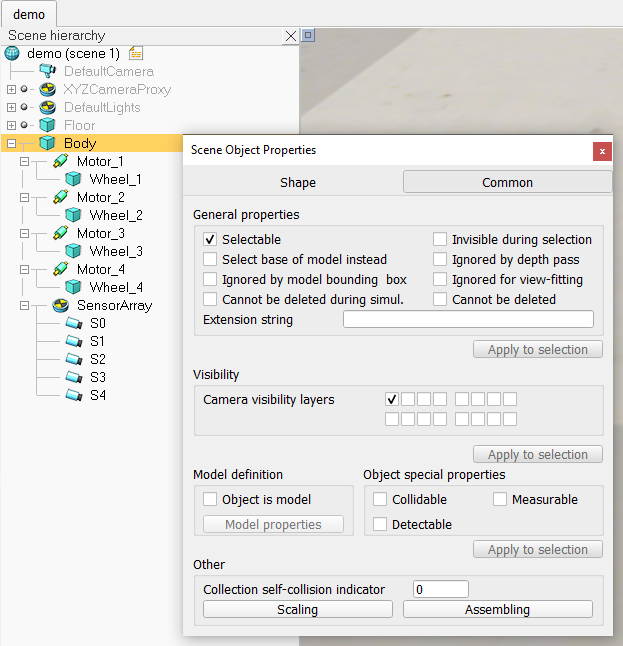 demo
Scene hierarchy
demo (scene 1)
DefaultCamera
XYZCameraProxy
DefaultLights
Floor
Body
Motor_1
Wheel_1
Motor_2
Wheel_2
Motor_3
Wheel_3
Motor_4
Wheel_4
SensorArray
S0
S1
S2
S3
S4
Scene Object Properties
x
Shape Common
General properties
Selectable Invisible during selection
Select base of model instead Ignored by depth pass
Ignored by model bounding box Ignored for view-fitting
Cannot be deleted during simul. Cannot be deleted
Extension string
Apply to selection
Visibility
Camera visibility layers
Apply to selection
Model definition Object special properties
Object is model Collidable Measurable
Model properties Detectable
Apply to selection
Other
Collection self-collision indicator 0
Scaling Assembling